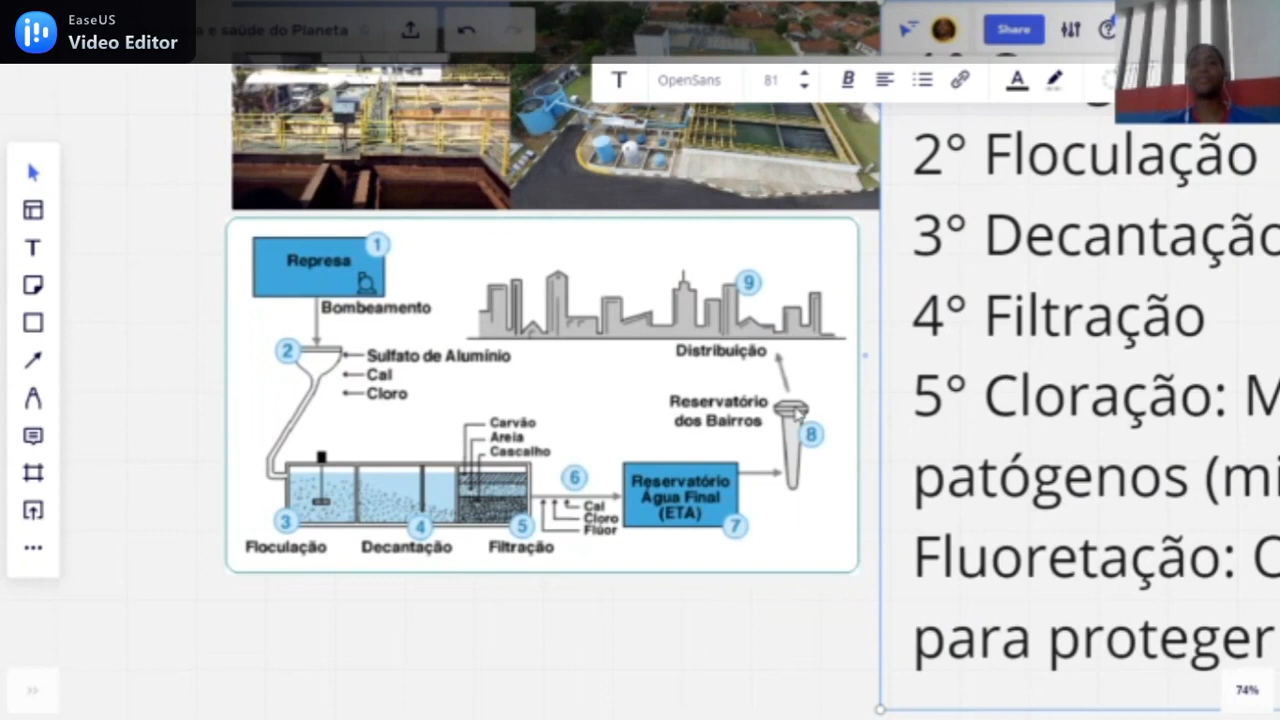 EaseUS
Video Editor
a e saúde do Planeta
Share
OpenSans
81
B
A
2° Floculação
3° Decantação
4° Filtração
5° Cloração: M
patógenos (mi
Fluoretação: O
para proteger
Represa
1
Bombeamento
2
Sulfato de Alumínio
Cal
Cloro
9
Distribuição
Reservatório
dos Bairros
8
Carvão
Areia
Cascalho
6
Cal
Cloro
Flúor
Reservatório
Água Final
(ETA)
7
3
4
5
Floculação
Decantação
Filtração
74%